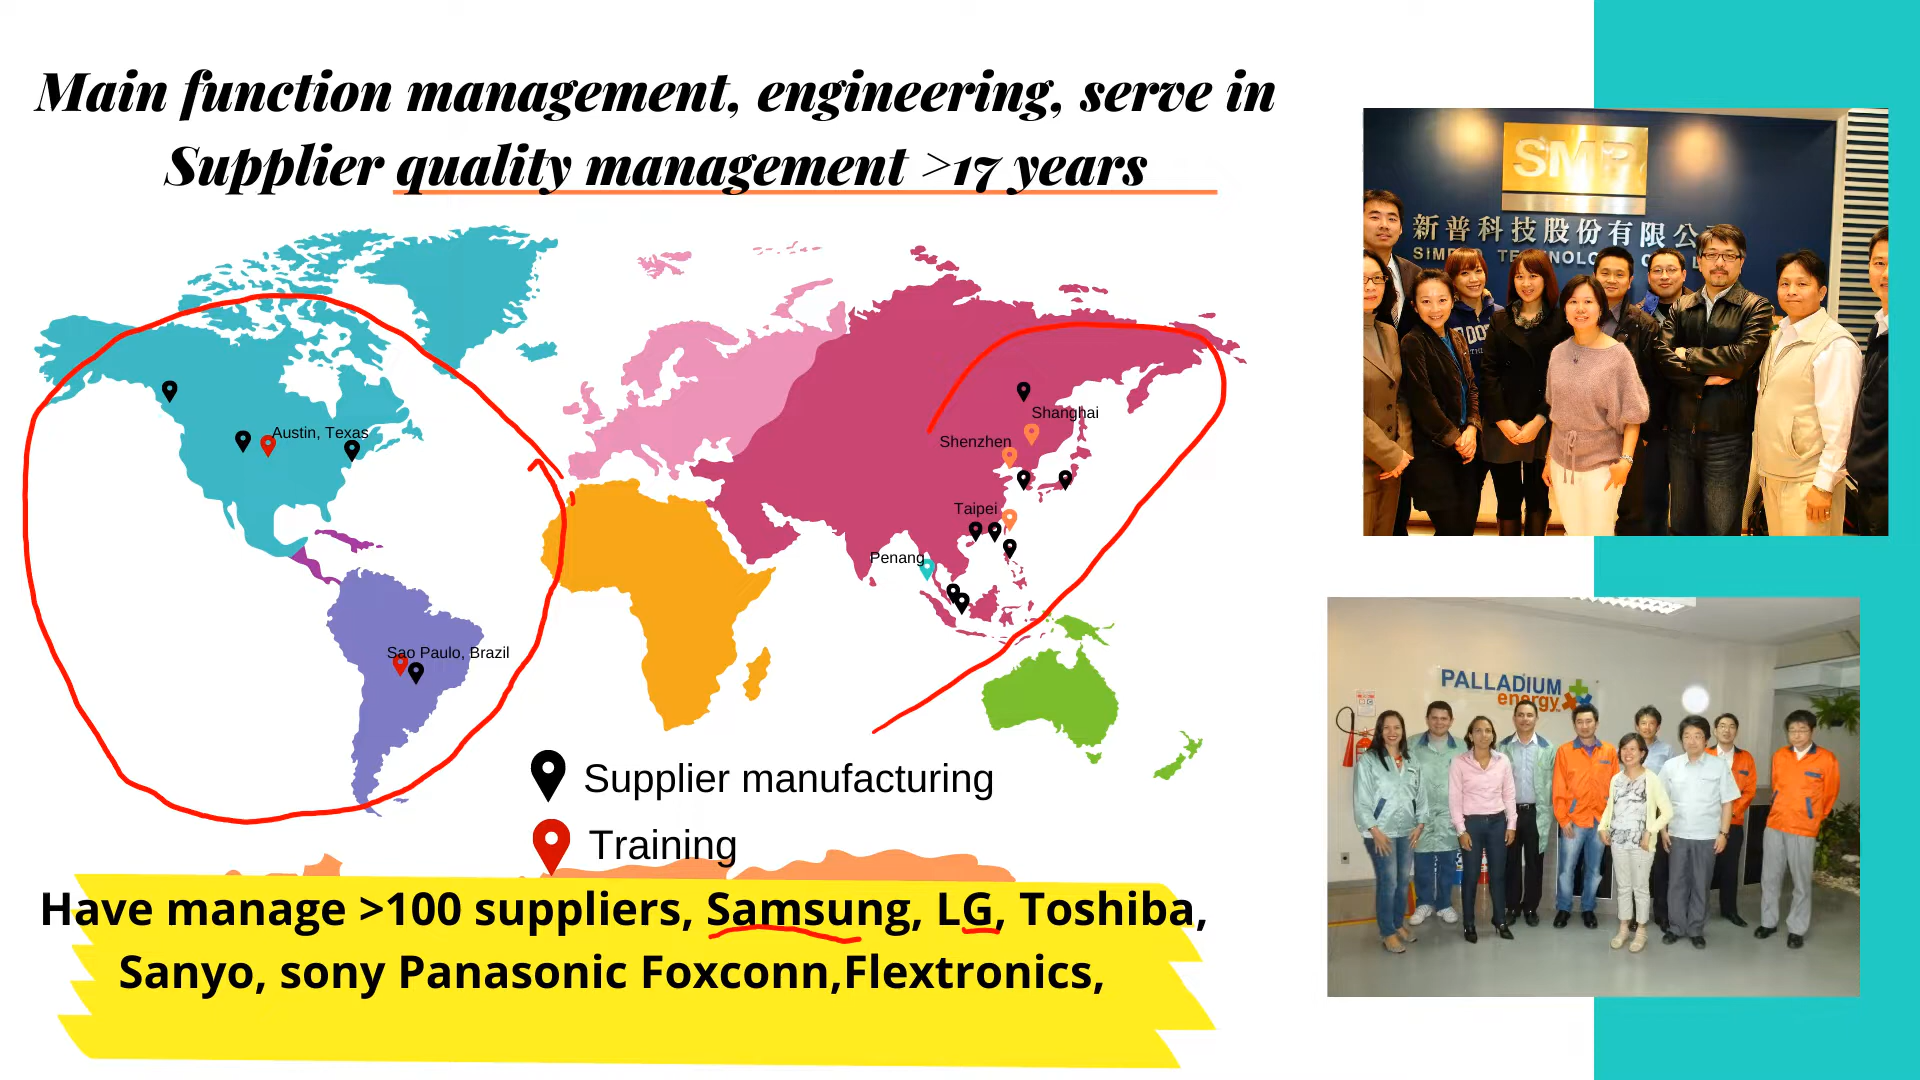 Main function management, engineering, serve in
Supplier quality management >17 years
Austin, Texas
Shanghai
Shenzhen
Taipei
Penang
Sao Paulo, Brazil
Supplier manufacturing
Training
Have manage >100 suppliers, Samsung, LG, Toshiba,
Sanyo, sony Panasonic Foxconn,Flextronics,
SMP
新普科技股份有限公
PALLADIUM
energy